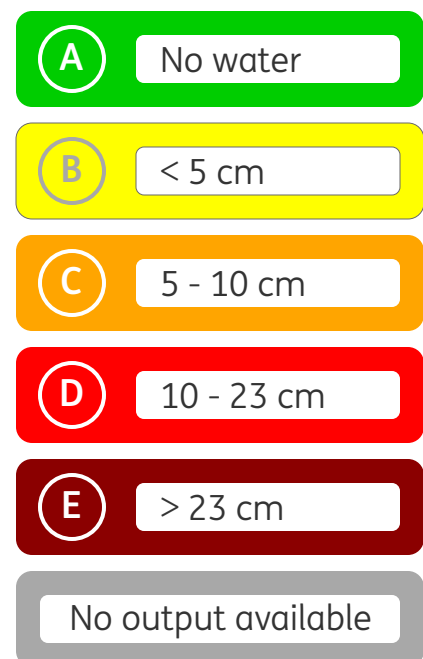 A No water
B < 5 cm
C 5 - 10 cm
D 10 - 23 cm
E > 23 cm
No output available